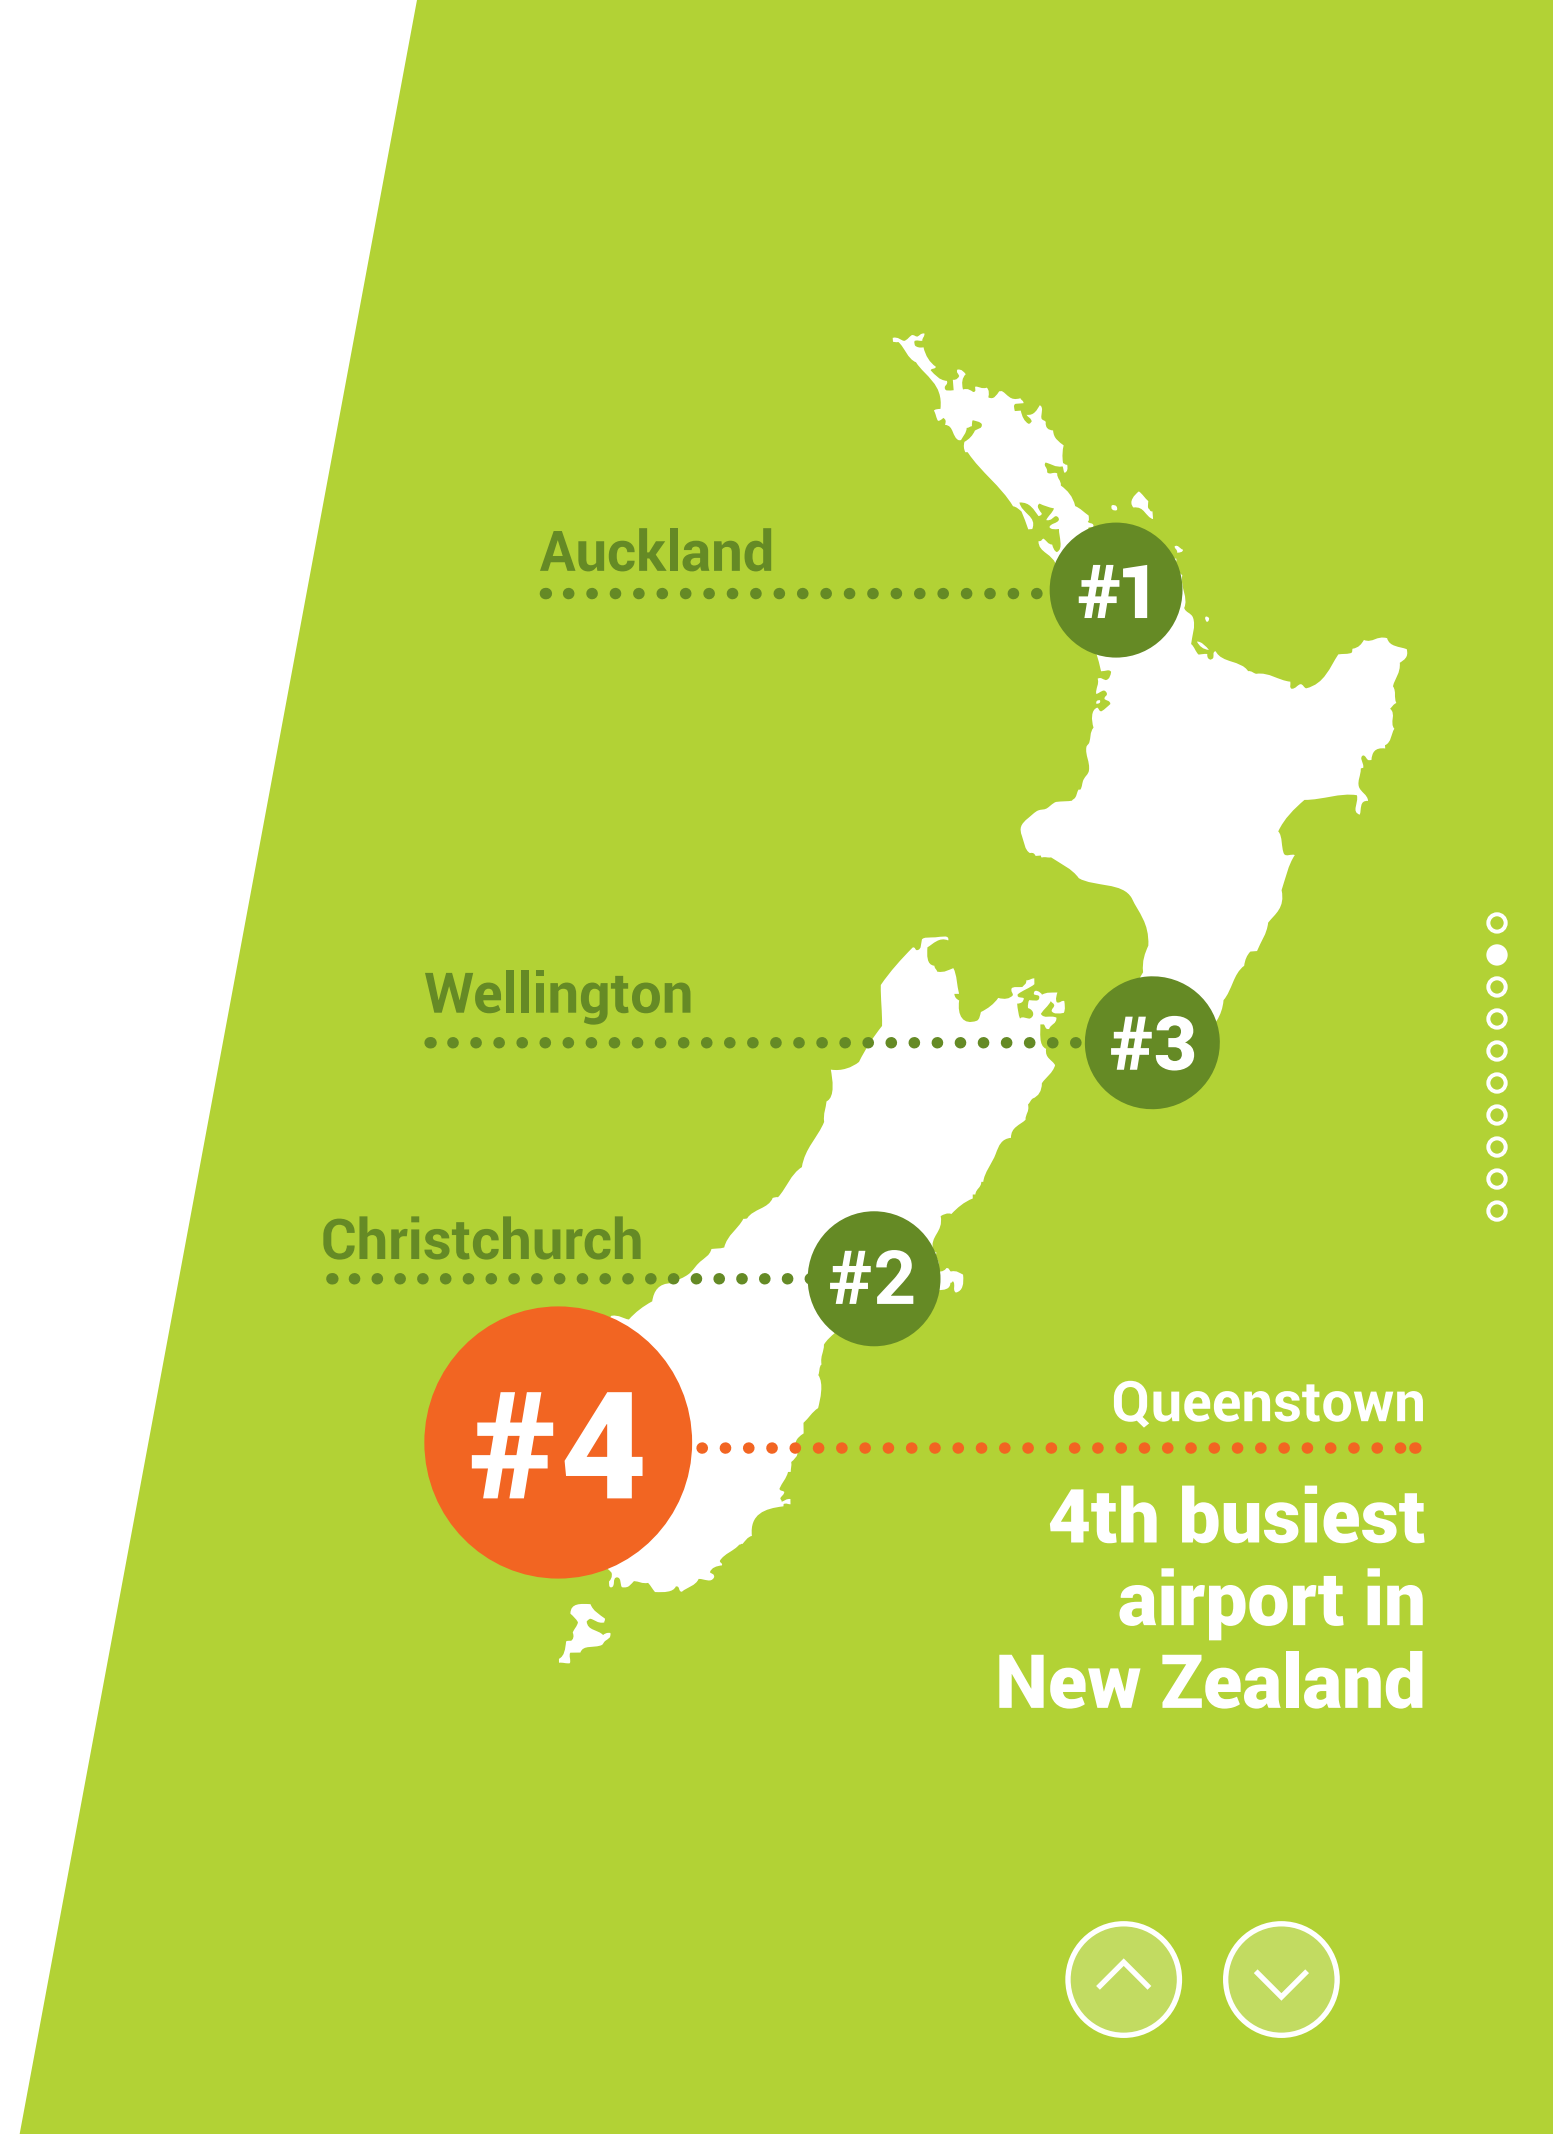 Auckland
#1
Wellington
#3
Christchurch
#2
#4
Queenstown
4th busiest
airport in
New Zealand